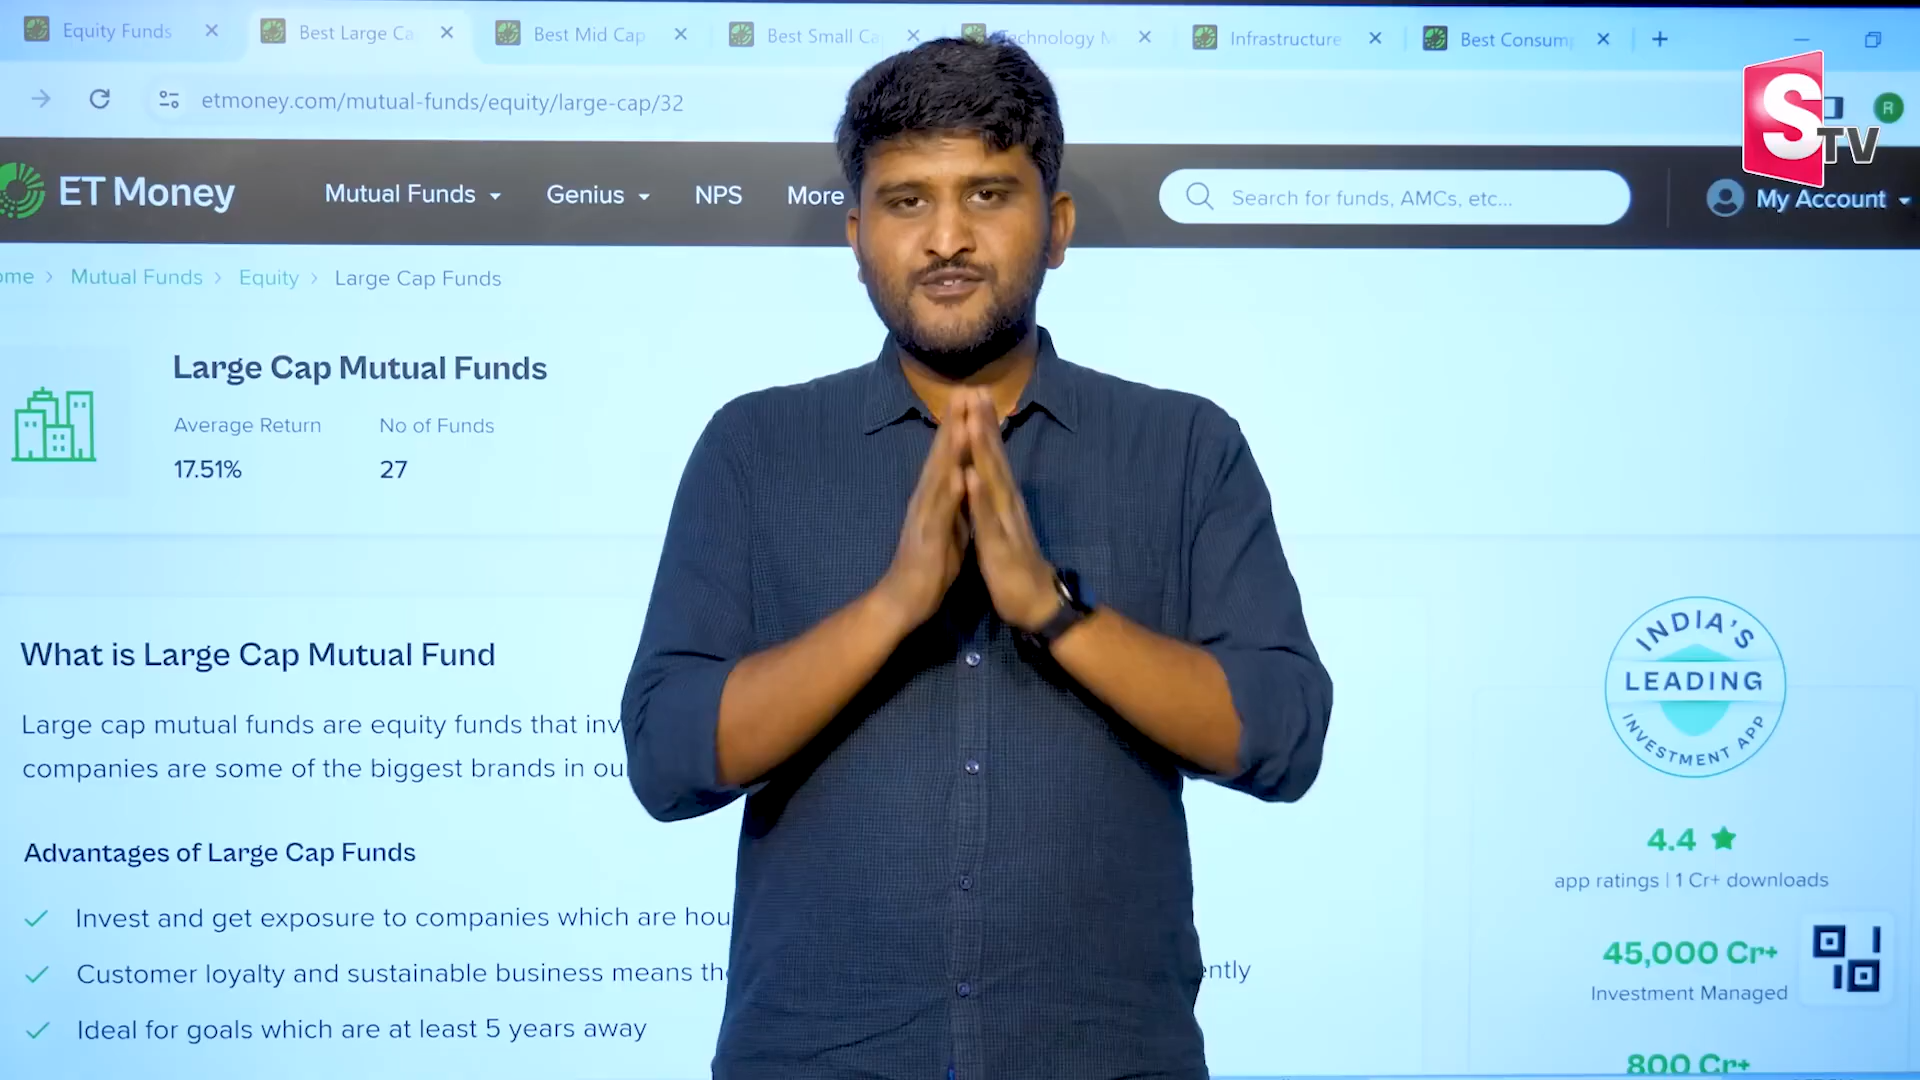 Equity Funds
Best Large Ca
Best Mid Cap
Best Small Ca
Technology M
Infrastructure
Best Consum
etmoney.com/mutual-funds/equity/large-cap/32
R
STV
ET Money
Mutual Funds
Genius
NPS
More
Search for funds, AMCs, etc...
My Account
ome > Mutual Funds > Equity > Large Cap Funds
Large Cap Mutual Funds
Average Return
No of Funds
17.51%
27
What is Large Cap Mutual Fund
Large cap mutual funds are equity funds that inv
companies are some of the biggest brands in ou
Advantages of Large Cap Funds
Invest and get exposure to companies which are hou
Customer loyalty and sustainable business means th
ently
Ideal for goals which are at least 5 years away
INDIA'S
LEADING
INVESTMENT APP
4.4 ★
app ratings | 1 Cr+ downloads
45,000 Cr+
Investment Managed
800 Cr+